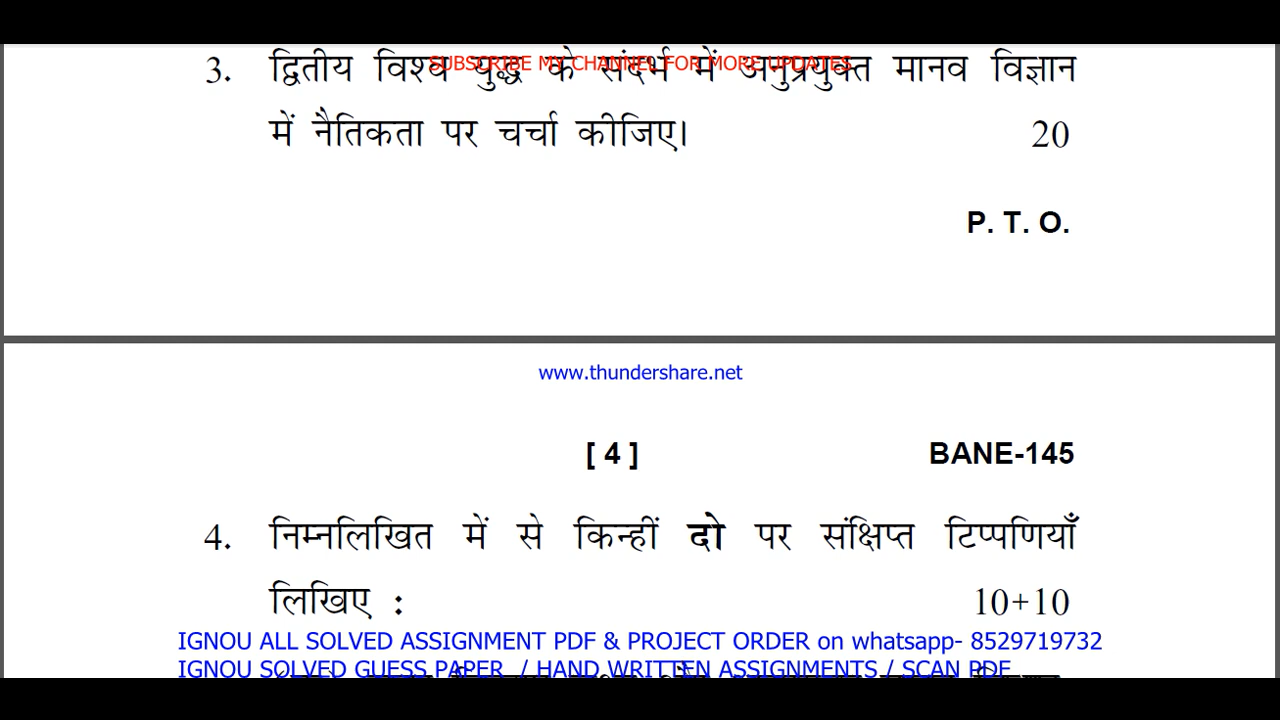 SUBSCRIBE MY CHANNEL FOR MORE UPDATES
3. द्वितीय विश्व युद्ध के संदर्भ में अनुप्रयुक्त मानव विज्ञान
में नैतिकता पर चर्चा कीजिए। 20
P. T. O.
www.thundershare.net
[ 4 ] BANE-145
4. निम्नलिखित में से किन्हीं दो पर संक्षिप्त टिप्पणियाँ
लिखिए : 10+10
IGNOU ALL SOLVED ASSIGNMENT PDF & PROJECT ORDER on whatsapp- 8529719732
IGNOU SOLVED GUESS PAPER / HAND WRITTEN ASSIGNMENTS / SCAN PDF